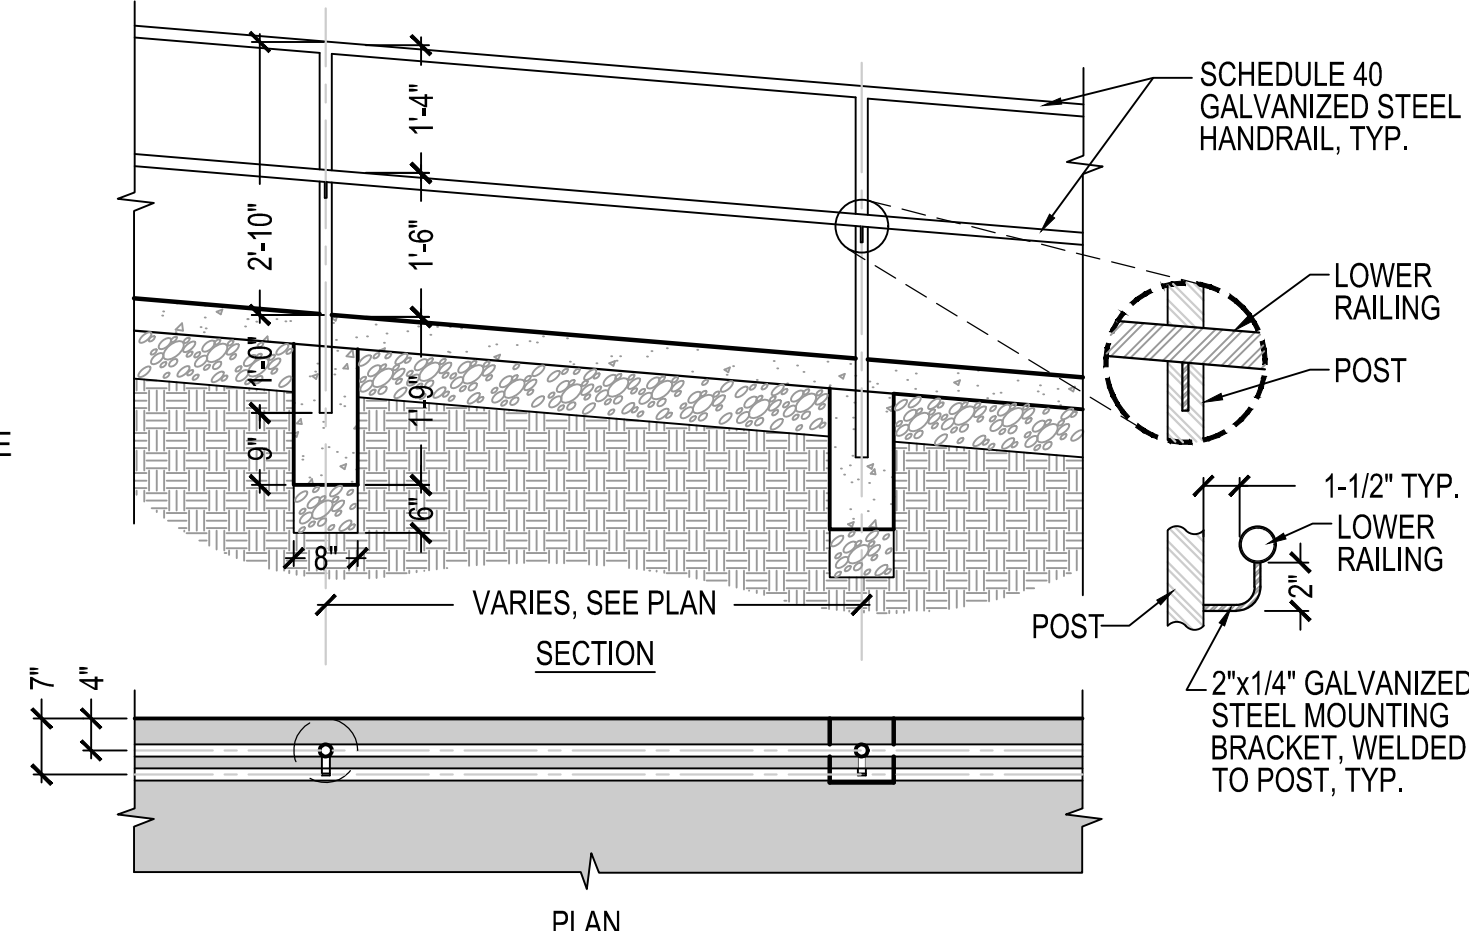 SCHEDULE 40
GALVANIZED STEEL
HANDRAIL, TYP.
1'-4"
2'-10"
1'-6"
LOWER
RAILING
POST
1'-0"
1'-9"
9"
E
6"
8"
1-1/2" TYP.
LOWER
RAILING
2"
POST
VARIES, SEE PLAN
SECTION
2"x1/4" GALVANIZED
STEEL MOUNTING
BRACKET, WELDED
TO POST, TYP.
7"
4"
PLAN